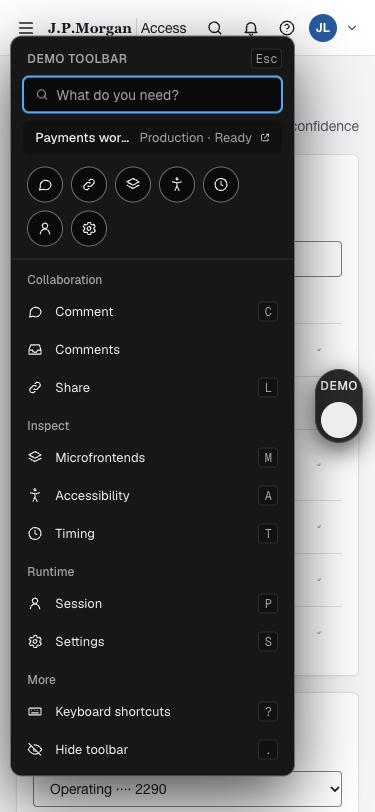 J.P.Morgan Access
JL
DEMO TOOLBAR Esc
What do you need?
confidence
Payments wor... Production · Ready
Collaboration
Comment C
Comments
Share L
DEMO
Inspect
Microfrontends M
Accessibility A
Timing T
Runtime
Session P
Settings S
More
Keyboard shortcuts ?
Hide toolbar .
Operating ···· 2290